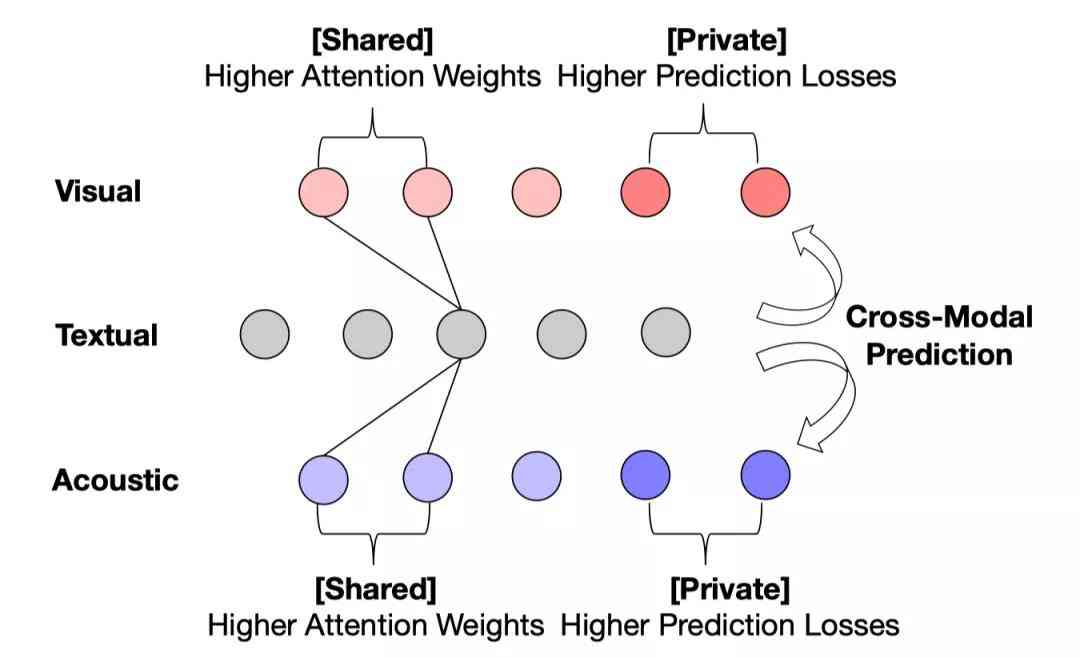 [Shared] [Private]
Higher Attention Weights Higher Prediction Losses
Visual
Textual
Cross-Modal
Prediction
Acoustic
[Shared] [Private]
Higher Attention Weights Higher Prediction Losses